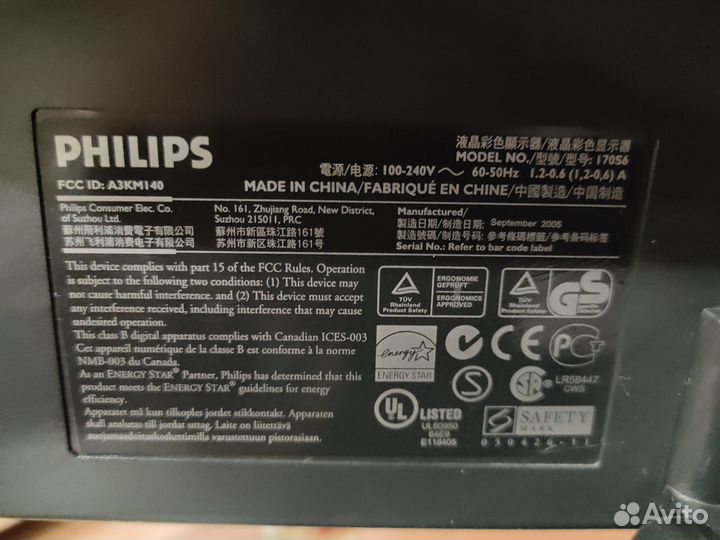 PHILIPS
FCC ID: A3KM140
液晶彩色顯示器/液晶彩色显示器
MODEL NO./型號/型号: 170S6
電源/电源: 100-240V ~ 60-50Hz 1.2-0.6 (1,2-0,6) A
MADE IN CHINA/FABRIQUÉ EN CHINE/中國製造/中国制造
Philips Consumer Elec. Co.
of Suzhou Ltd.
蘇州飛利浦消費電子有限公司
苏州飞利浦消费电子有限公司
No. 161, Zhujiang Road, New District,
Suzhou 215011, PRC
蘇州市新區珠江路161號
苏州市新区珠江路161号
Manufactured/
製造日期/制造日期: September 2005
製造號碼/制造号码: 參考條碼標籤/参考条码标签
Serial No.: Refer to bar code label
This device complies with part 15 of the FCC Rules. Operation
is subject to the following two conditions: (1) This device may
not cause harmful interference. and (2) This device must accept
any interference received, including interference that may cause
undesired operation.
This class B digital apparatus complies with Canadian ICES-003
Cet appareil numérique de la classe B est conforme à la norme
NMB-003 du Canada.
As an ENERGY STAR® Partner, Philips has determined that this
product meets the ENERGY STAR® guidelines for energy
efficiency.
Apparatet må kun tilkoples jordet stikkontakt. Apparaten
skall anslutas till jordat uttag. Laite on liitettävä
suojamadoituskoskettimilla varustettuun pistorasiaan.
TÜV
Rheinland
Product Safety
ERGONOMIE
GEPRÜFT
ERGONOMICS
APPROVED
TÜV
Rheinland
Product Safety
GS
energy
ENERGY STAR
CE
PCT
S
LR58447
CWS
UL
LISTED
UL60950
64E9
E118405
SAFETY
MARK
050426-11
Avito